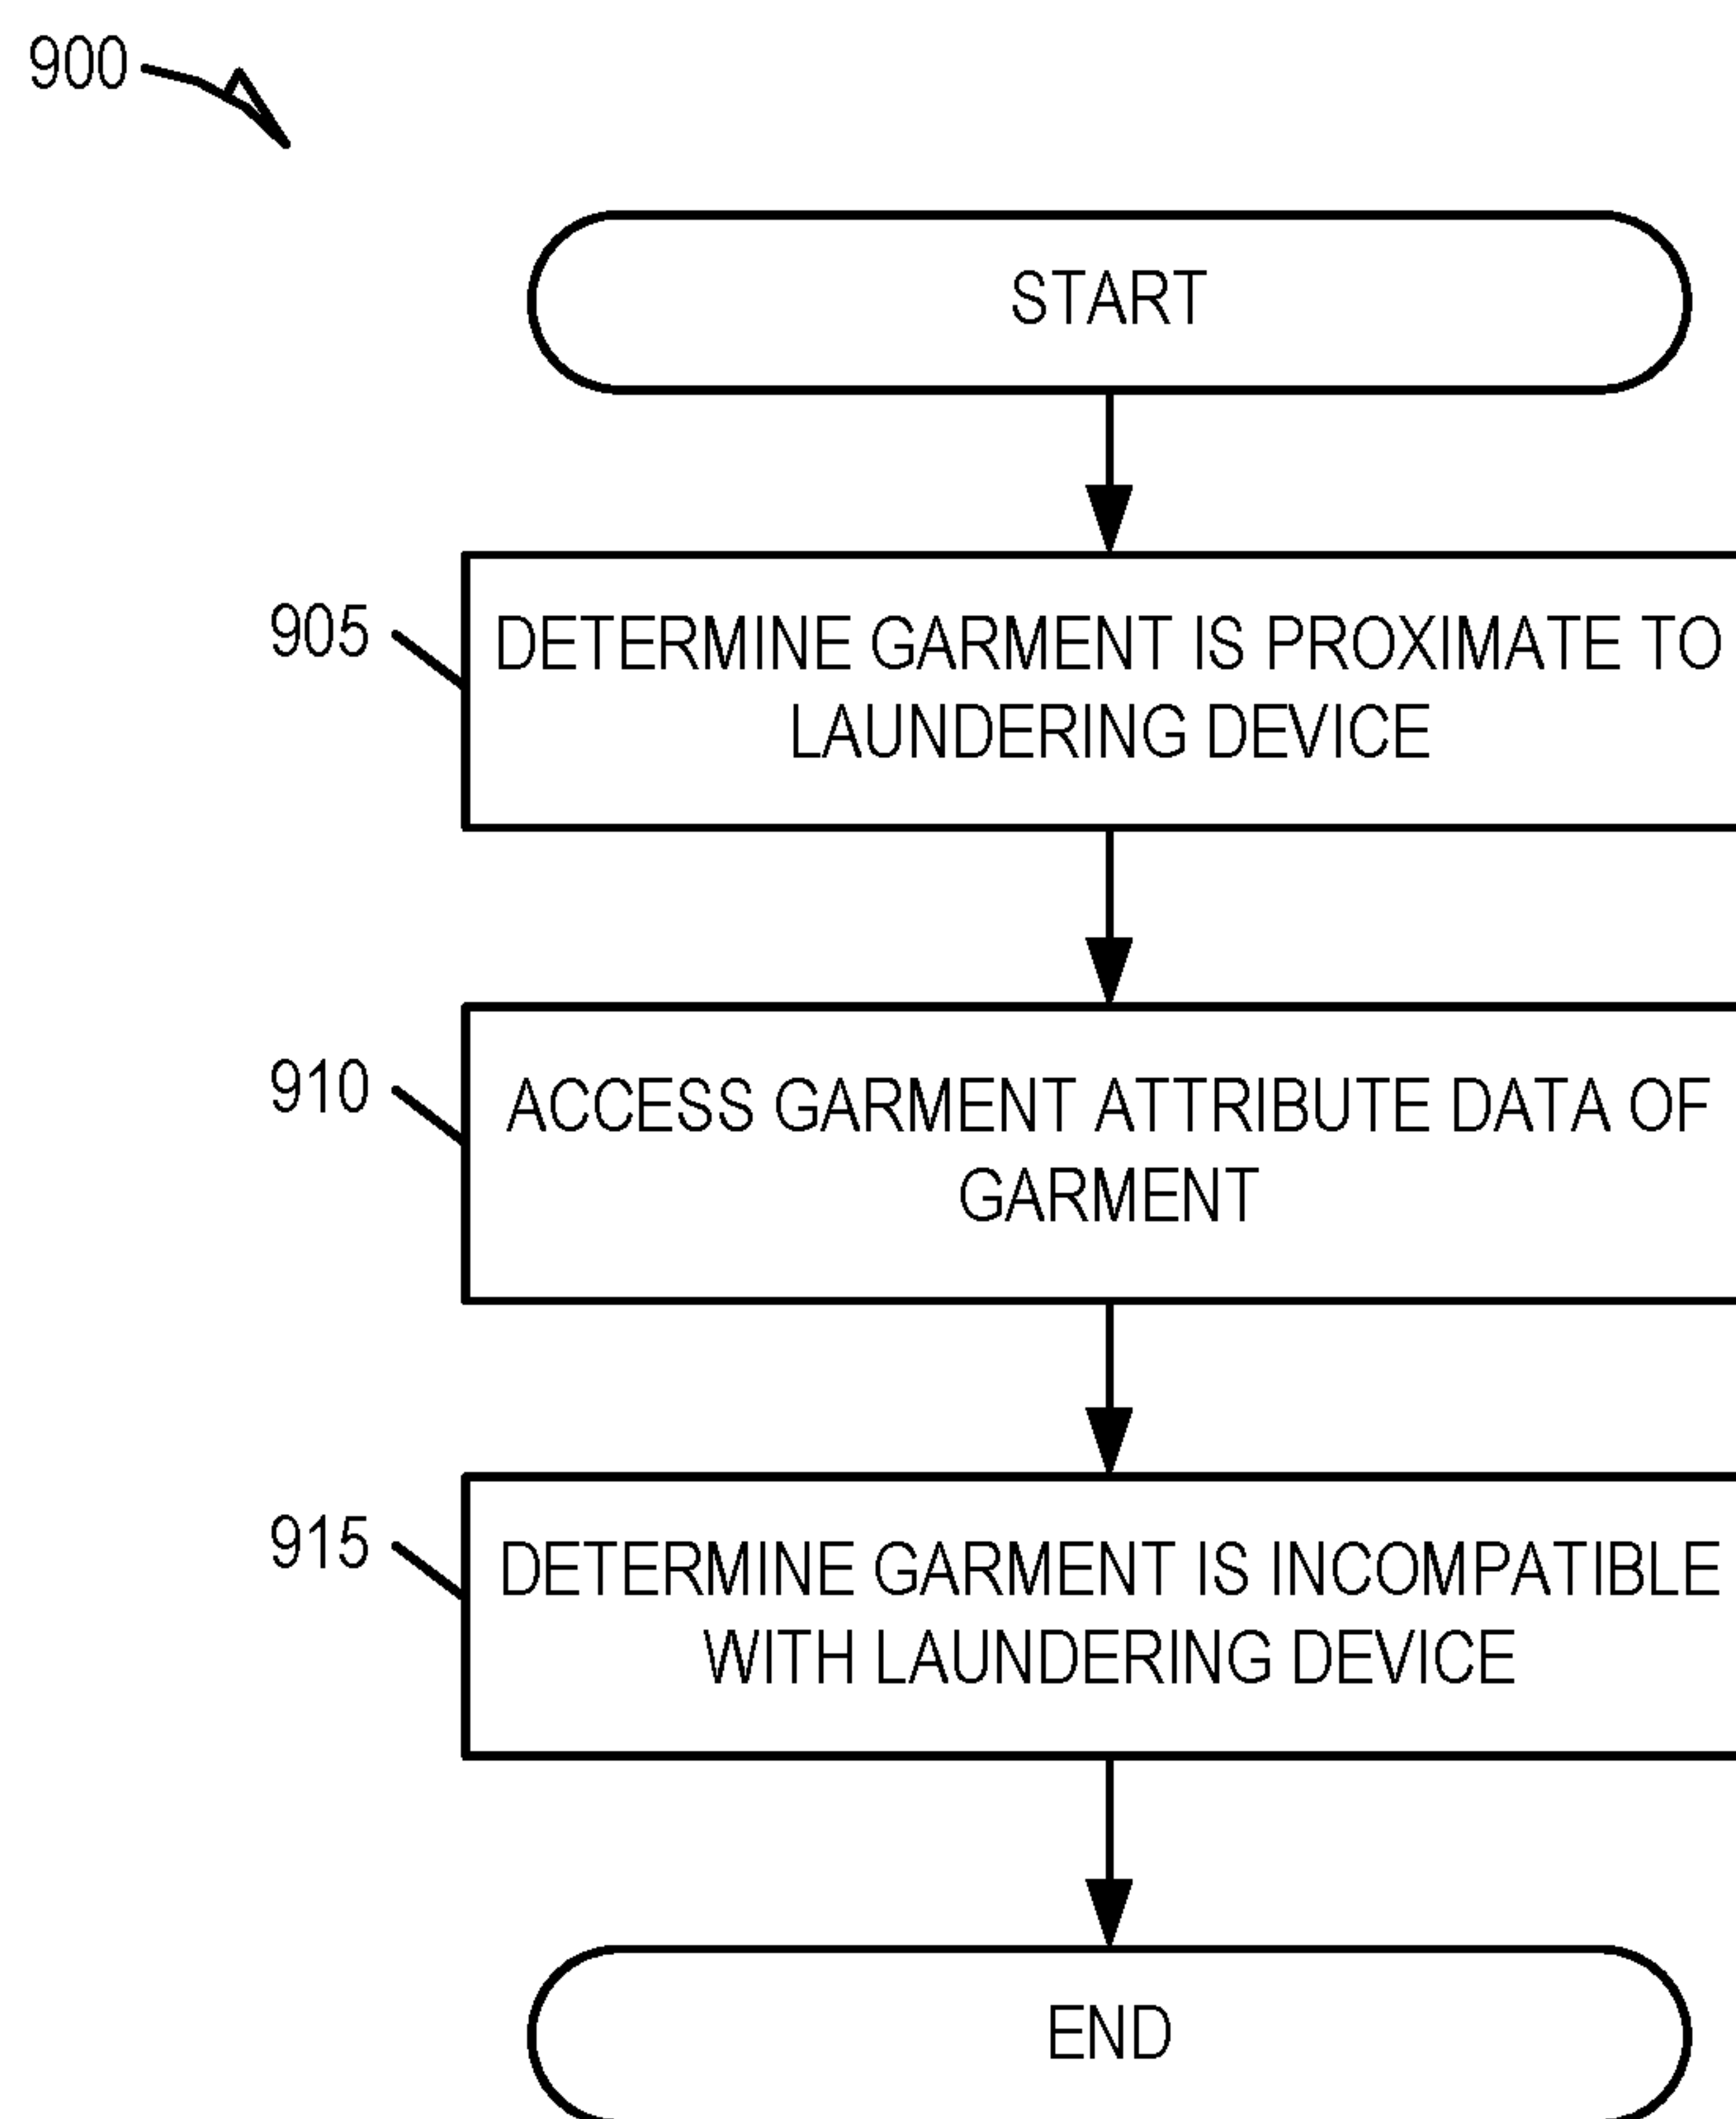 900
START
905
DETERMINE GARMENT IS PROXIMATE TO
LAUNDERING DEVICE
910
ACCESS GARMENT ATTRIBUTE DATA OF
GARMENT
915
DETERMINE GARMENT IS INCOMPATIBLE
WITH LAUNDERING DEVICE
END